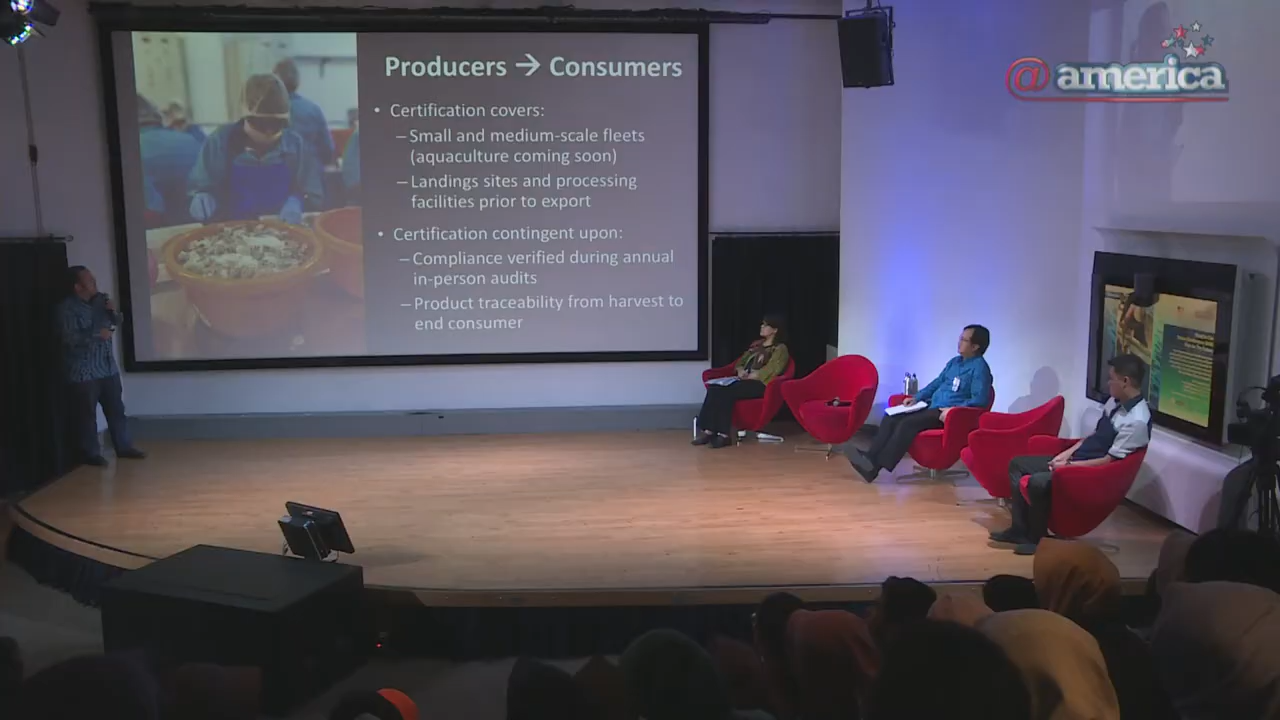 Producers → Consumers
• Certification covers:
– Small and medium-scale fleets
(aquaculture coming soon)
– Landings sites and processing
facilities prior to export
• Certification contingent upon:
– Compliance verified during annual
in-person audits
– Product traceability from harvest to
end consumer
@america